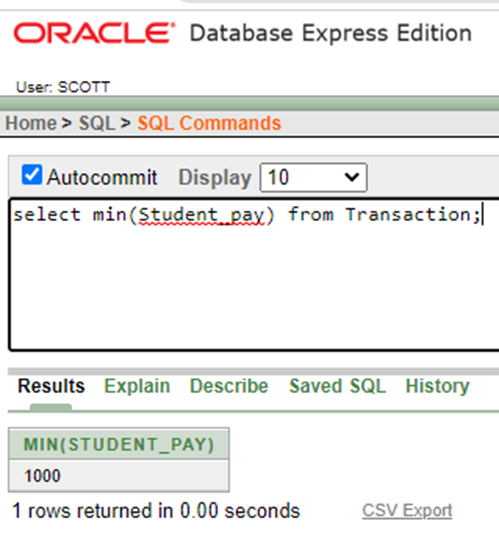 ORACLE® Database Express Edition
User: SCOTT
Home > SQL > SQL Commands
Autocommit Display 10
select min(Student_pay) from Transaction;
Results Explain Describe Saved SQL History
MIN(STUDENT_PAY)
1000
1 rows returned in 0.00 seconds CSV Export